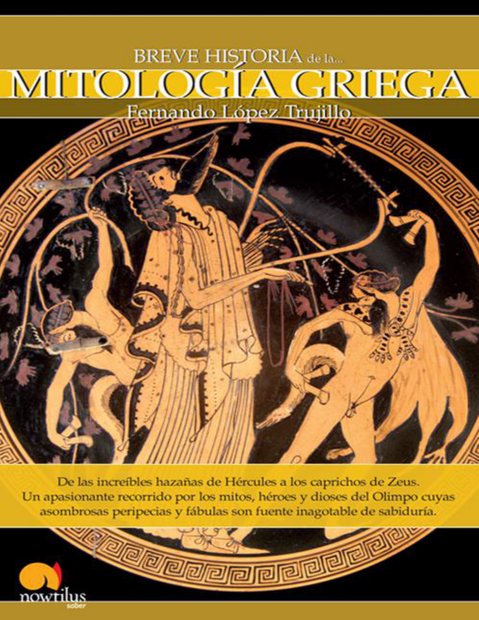 BREVE HISTORIA de la...
MITOLOGÍA GRIEGA
Fernando López Trujillo
De las increíbles hazañas de Hércules a los caprichos de Zeus.
Un apasionante recorrido por los mitos, héroes y dioses del Olimpo cuyas
asombrosas peripecias y fábulas son fuente inagotable de sabiduría.
nowtilus
saber